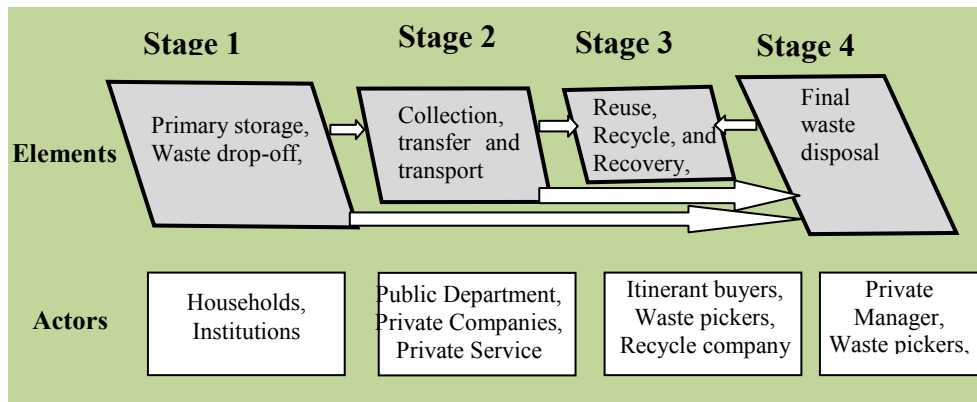 Stage 1
Stage 2
Stage 3
Stage 4
Elements
Primary storage,
Waste drop-off,
Collection,
transfer and
transport
Reuse,
Recycle, and
Recovery,
Final
waste
disposal
Actors
Households,
Institutions
Public Department,
Private Companies,
Private Service
Itinerant buyers,
Waste pickers,
Recycle company
Private
Manager,
Waste pickers,